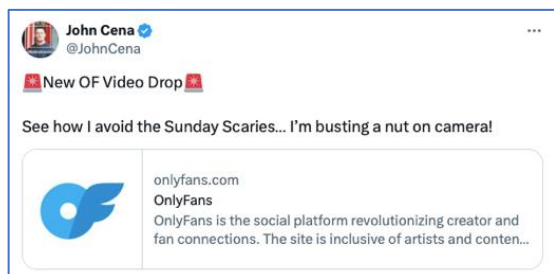 John Cena
@JohnCena
🚨New OF Video Drop🚨
See how I avoid the Sunday Scaries... I'm busting a nut on camera!
onlyfans.com
OnlyFans
OnlyFans is the social platform revolutionizing creator and
fan connections. The site is inclusive of artists and conten...